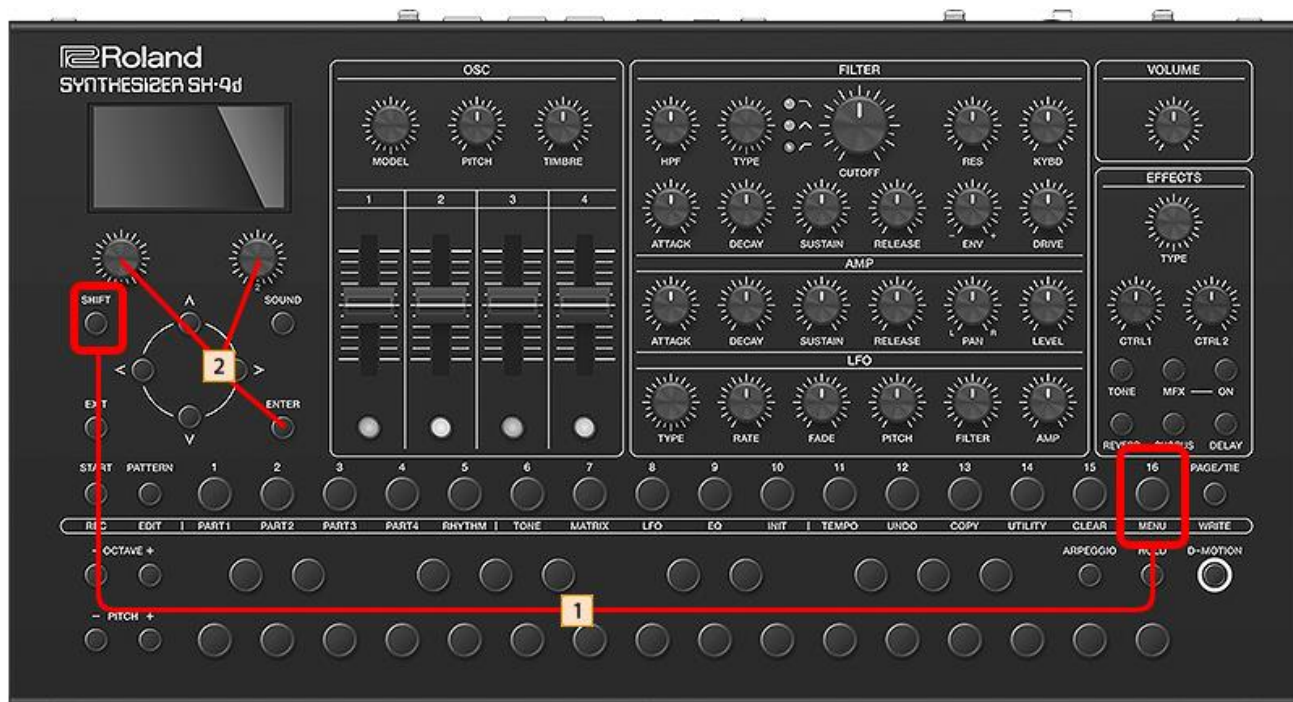 Roland
SYNTHESIZER SH-4d
OSC
MODEL PITCH TIMBRE
1 2 3 4
FILTER
HPF TYPE CUTOFF RES KYBD
ATTACK DECAY SUSTAIN RELEASE - ENV + DRIVE
AMP
ATTACK DECAY SUSTAIN RELEASE L PAN R LEVEL
LFO
TYPE RATE FADE PITCH FILTER AMP
VOLUME
EFFECTS
TYPE
CTRL1 CTRL2
TONE MFX ON
REVERB CHORUS DELAY
2
SHIFT SOUND
2
EXIT ENTER
START PATTERN 1 2 3 4 5 6 7 8 9 10 11 12 13 14 15 16 PAGE/TIE
REC EDIT PART1 PART2 PART3 PART4 RHYTHM TONE MATRIX LFO EQ INIT TEMPO UNDO COPY UTILITY CLEAR MENU WRITE
- OCTAVE + ARPEGGIO HOLD D-MOTION
1
- PITCH +